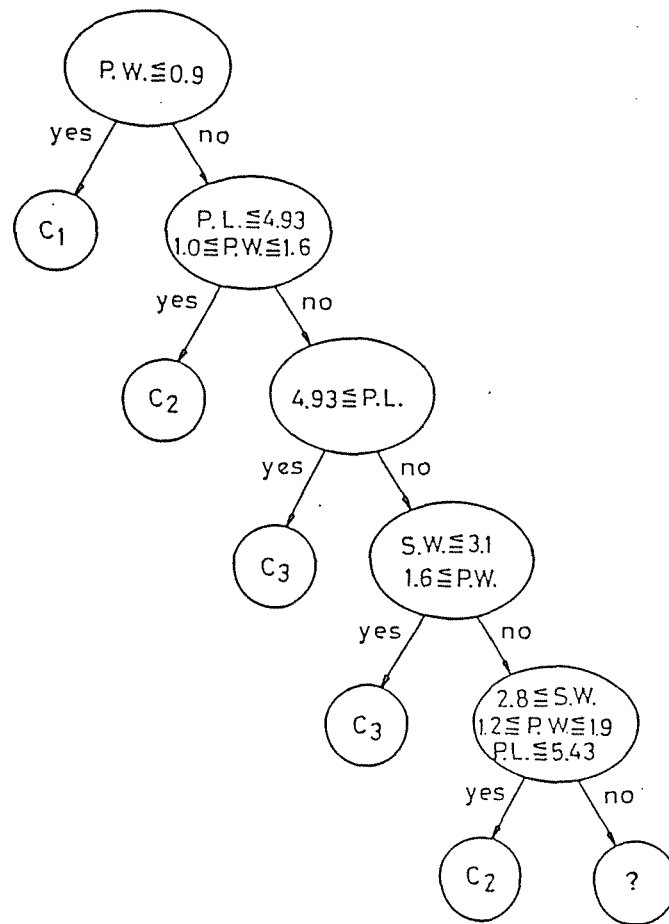 P.W.≦0.9
yes
no
C1
P.L.≦4.93
1.0≦P.W.≦1.6
yes
no
C2
4.93≦P.L.
yes
no
C3
S.W.≦3.1
1.6≦P.W.
yes
no
C3
2.8≦S.W.
1.2≦P.W.≦1.9
P.L.≦5.43
yes
no
C2
?